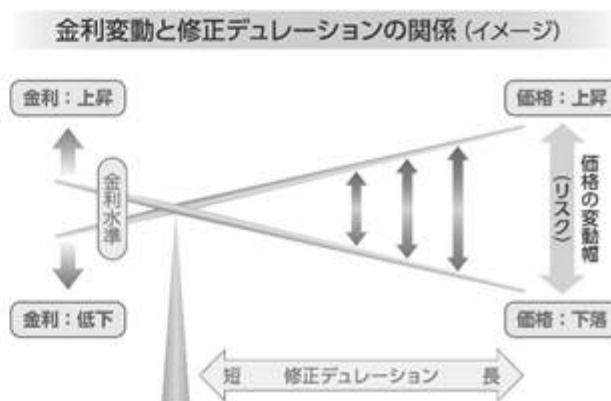 金利変動と修正デュレーションの関係(イメージ)
金利：上昇
価格：上昇
金利水準
価格の変動幅
(リスク)
金利：低下
価格：下落
短 修正デュレーション 長